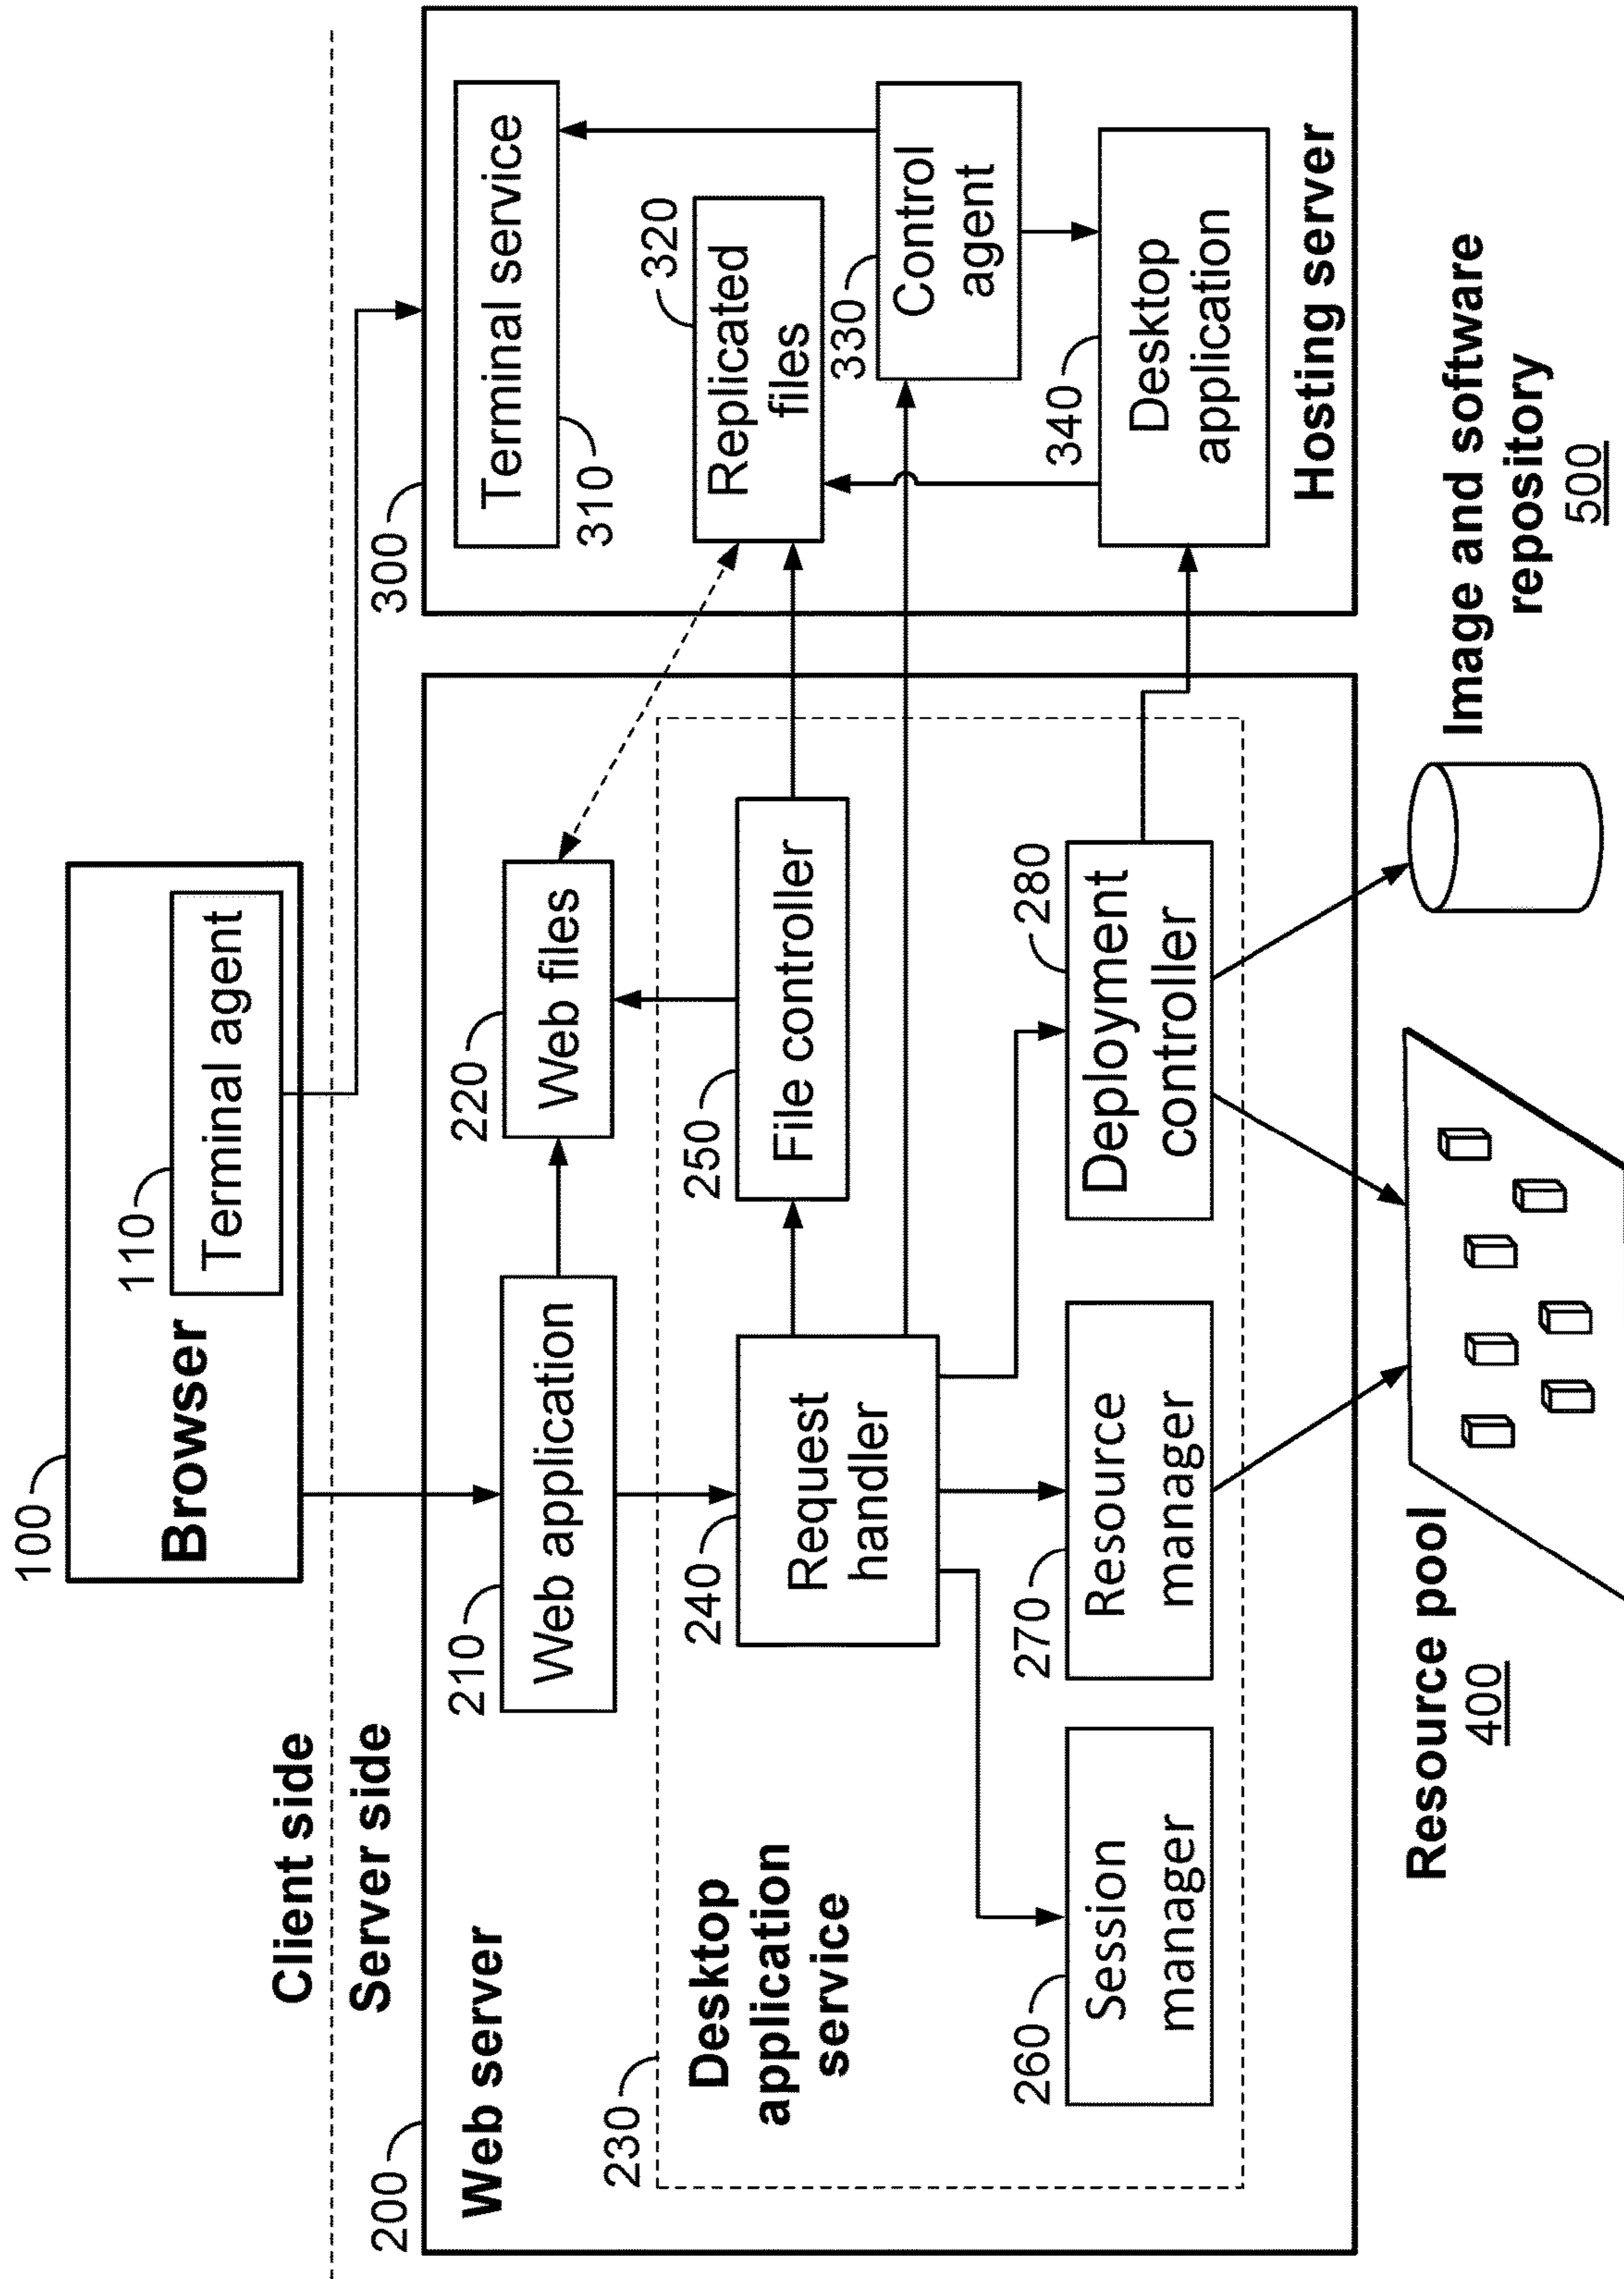 100
Browser
110
Terminal agent
Client side
Server side
200
Web server
210
Web application
220
Web files
230
Desktop
application
service
240
Request
handler
250
File controller
260
Session
manager
270
Resource
manager
280
Deployment
controller
300
Terminal service
310
Replicated
files
320
330
Control
agent
340
Desktop
application
Hosting server
Resource pool
400
Image and software
repository
500